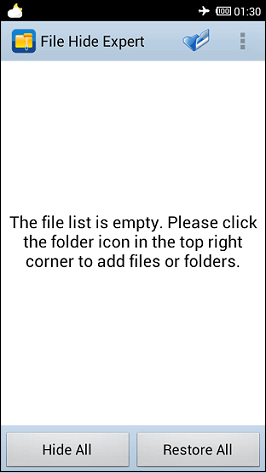 100 01:30
File Hide Expert
The file list is empty. Please click
the folder icon in the top right
corner to add files or folders.
Hide All Restore All